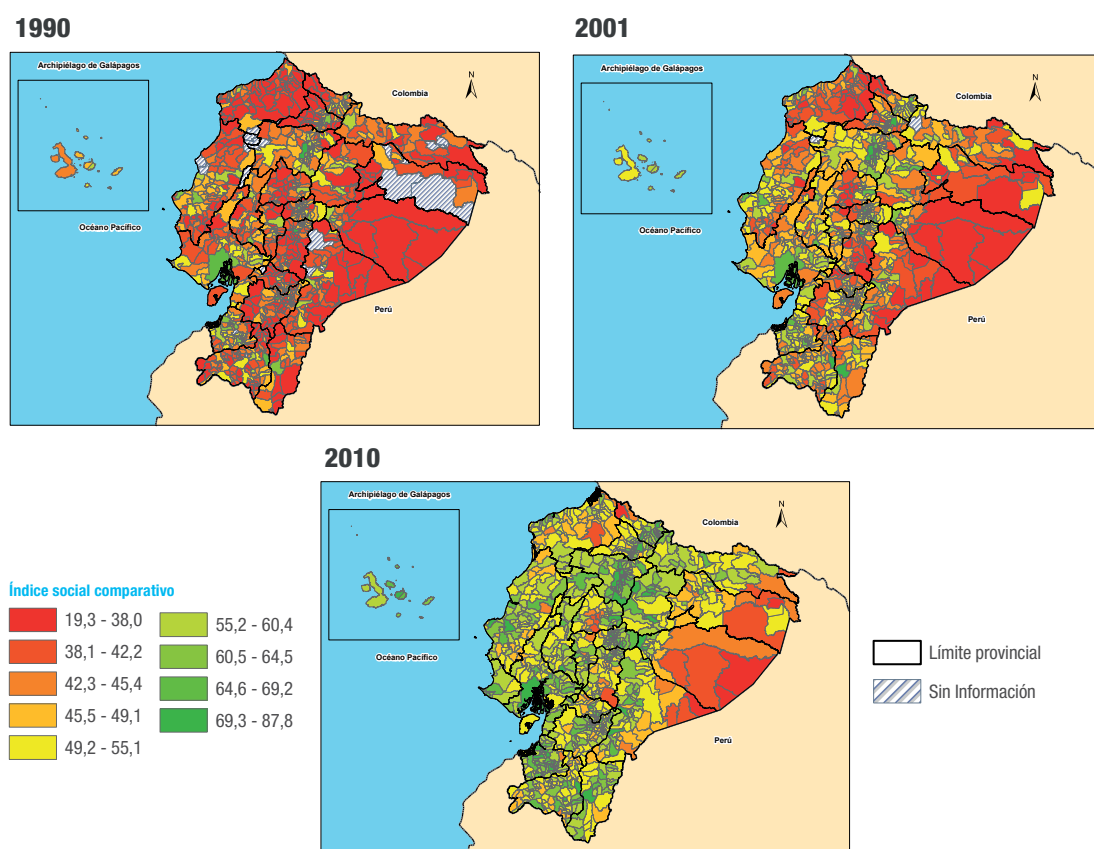 1990
Archipiélago de Galápagos
N
Colombia
Océano Pacífico
Perú
2001
Archipiélago de Galápagos
N
Colombia
Océano Pacífico
Perú
2010
Archipiélago de Galápagos
N
Colombia
Océano Pacífico
Perú
Índice social comparativo
19,3 - 38,0
38,1 - 42,2
42,3 - 45,4
45,5 - 49,1
49,2 - 55,1
55,2 - 60,4
60,5 - 64,5
64,6 - 69,2
69,3 - 87,8
Límite provincial
Sin Información